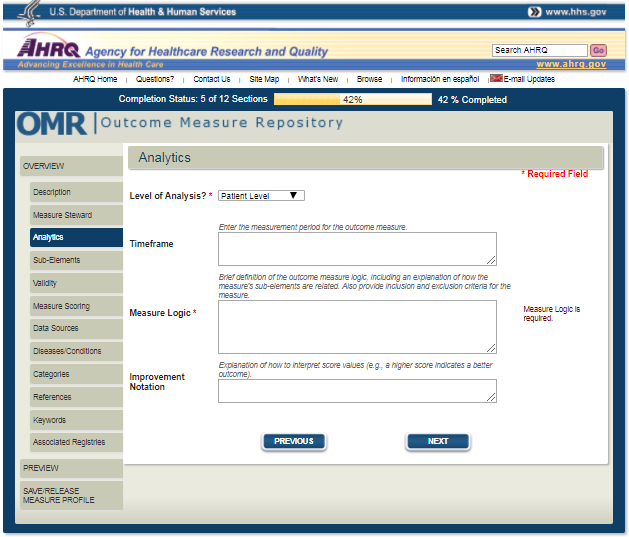 U.S. Department of Health & Human Services
www.hhs.gov
AHRQ Agency for Healthcare Research and Quality
Search AHRQ
Go
Advancing Excellence in Health Care
www.ahrq.gov
AHRQ Home | Questions? | Contact Us | Site Map | What's New | Browse | Información en español | E-mail Updates
Completion Status: 5 of 12 Sections
42%
42 % Completed
OMR | Outcome Measure Repository
OVERVIEW
Description
Measure Steward
Analytics
Sub-Elements
Validity
Measure Scoring
Data Sources
Diseases/Conditions
Categories
References
Keywords
Associated Registries
PREVIEW
SAVE/RELEASE
MEASURE PROFILE
Analytics
* Required Field
Level of Analysis? * Patient Level
Enter the measurement period for the outcome measure.
Timeframe
Brief definition of the outcome measure logic, including an explanation of how the
measure's sub-elements are related. Also provide inclusion and exclusion criteria for the
measure.
Measure Logic *
Measure Logic is
required.
Explanation of how to interpret score values (e.g., a higher score indicates a better
outcome).
Improvement
Notation
PREVIOUS
NEXT